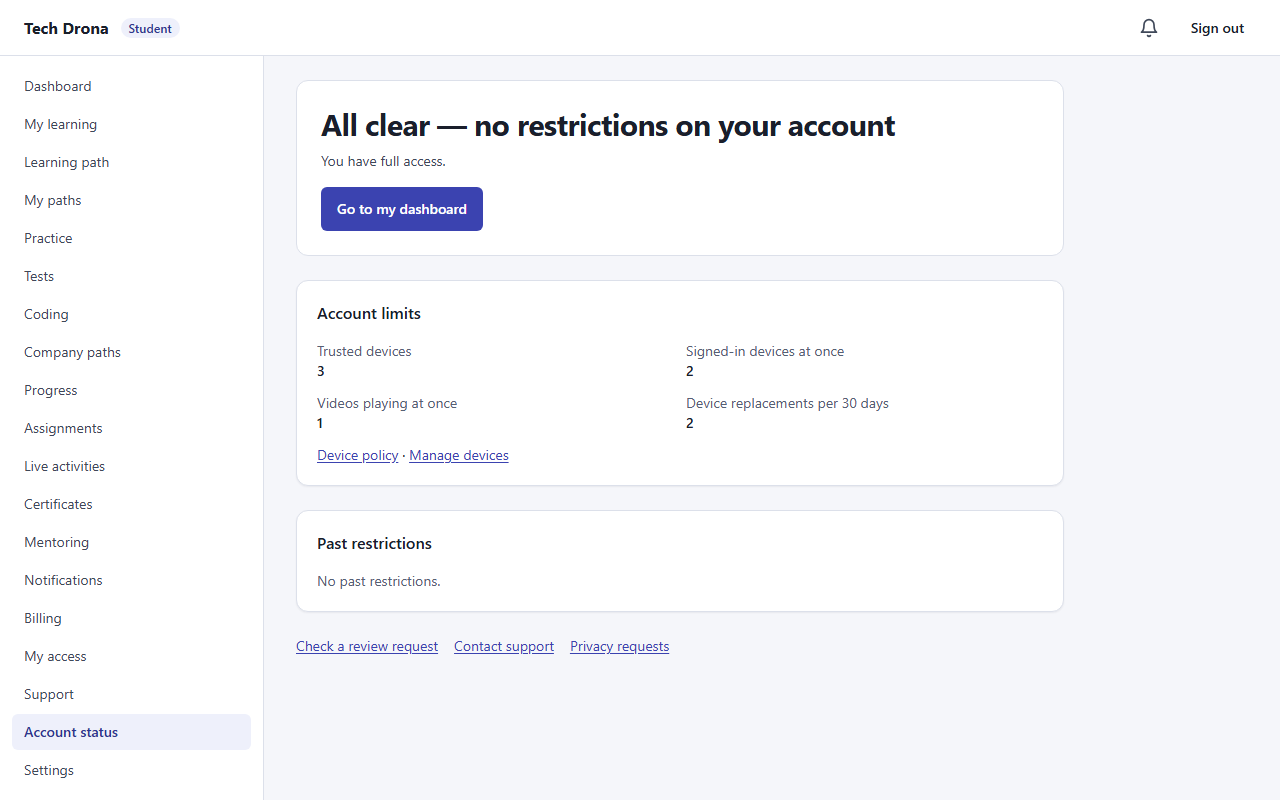 Tech Drona
Student
Sign out
Dashboard
My learning
Learning path
My paths
Practice
Tests
Coding
Company paths
Progress
Assignments
Live activities
Certificates
Mentoring
Notifications
Billing
My access
Support
Account status
Settings
All clear — no restrictions on your account
You have full access.
Go to my dashboard
Account limits
Trusted devices
3
Signed-in devices at once
2
Videos playing at once
1
Device replacements per 30 days
2
Device policy · Manage devices
Past restrictions
No past restrictions.
Check a review request Contact support Privacy requests